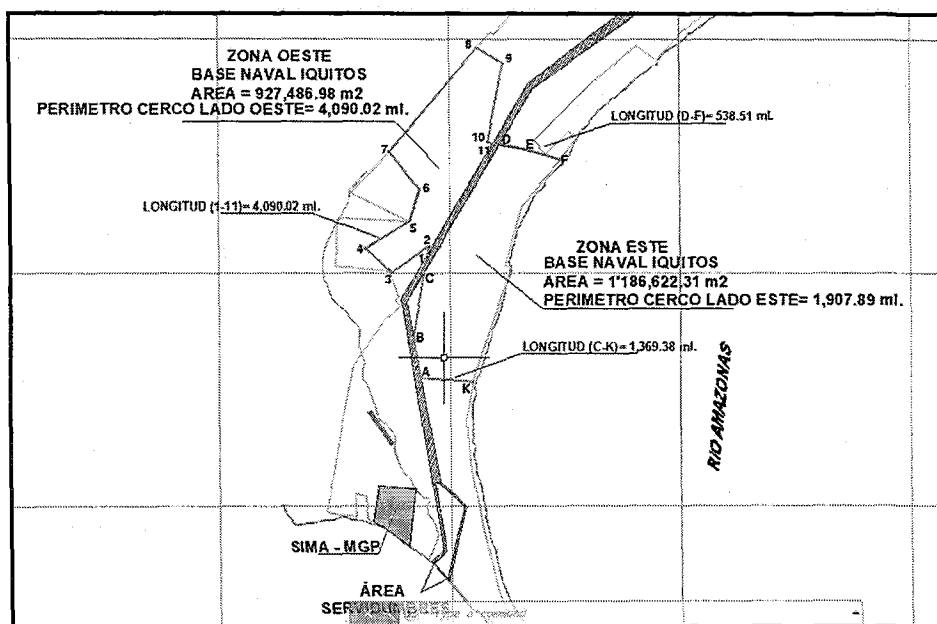 ZONA OESTE
BASE NAVAL IQUITOS
AREA = 927,486.98 m2
PERIMETRO CERCO LADO OESTE= 4,090.02 ml.
8
9
10
11
D
E
F
LONGITUD (D-F)= 538.51 ml.
7
6
5
LONGITUD (1-11)= 4,090.02 ml.
4
3
2
C
ZONA ESTE
BASE NAVAL IQUITOS
AREA = 1'186,622.31 m2
PERIMETRO CERCO LADO ESTE= 1,907.89 ml.
B
LONGITUD (C-K)= 1,369.38 ml.
A
K
RIO AMAZONAS
SIMA - MGP
ÁREA